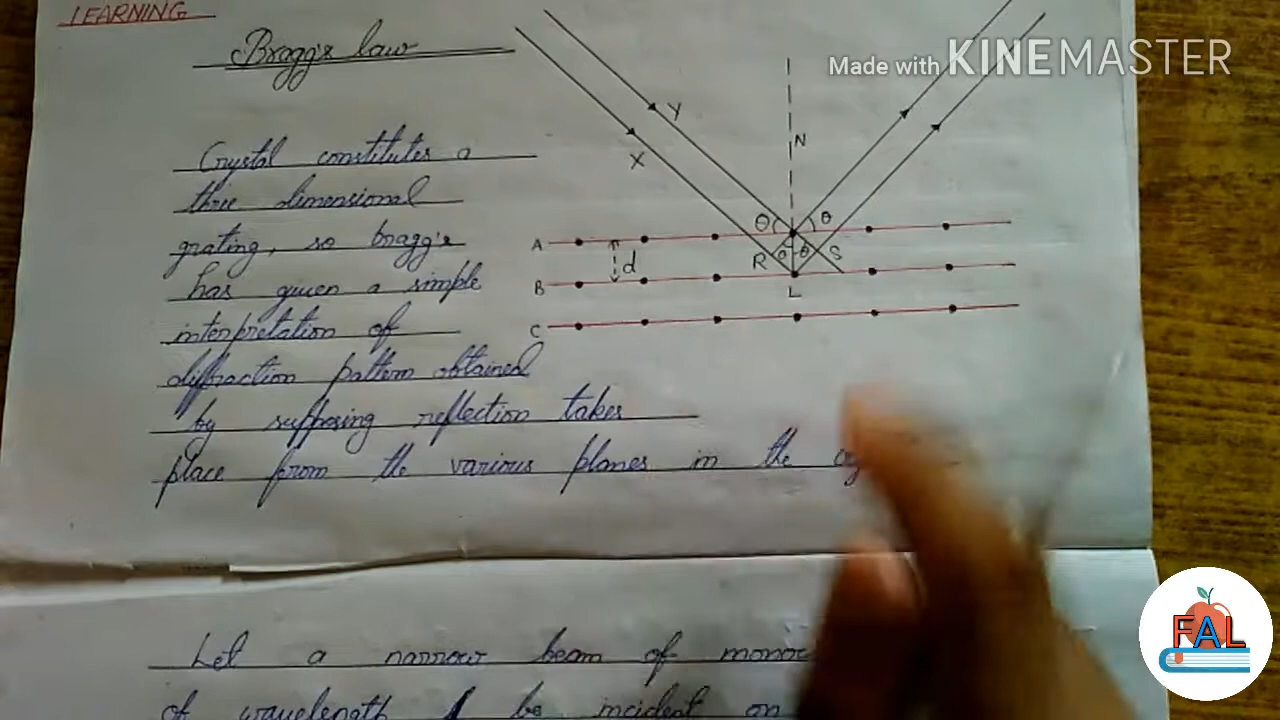 LEARNING
Bragg's law
Made with KINEMASTER
Y
X
N
θ θ
A
d
R θ θ S
B
L
C
Crystal constitutes a
three dimensional
grating, so bragg's
has given a simple
interpretation of
diffraction pattern obtained
by supposing reflection takes
place from the various planes in the
Let a narrow beam of
of wavelength λ be incident on
FAL